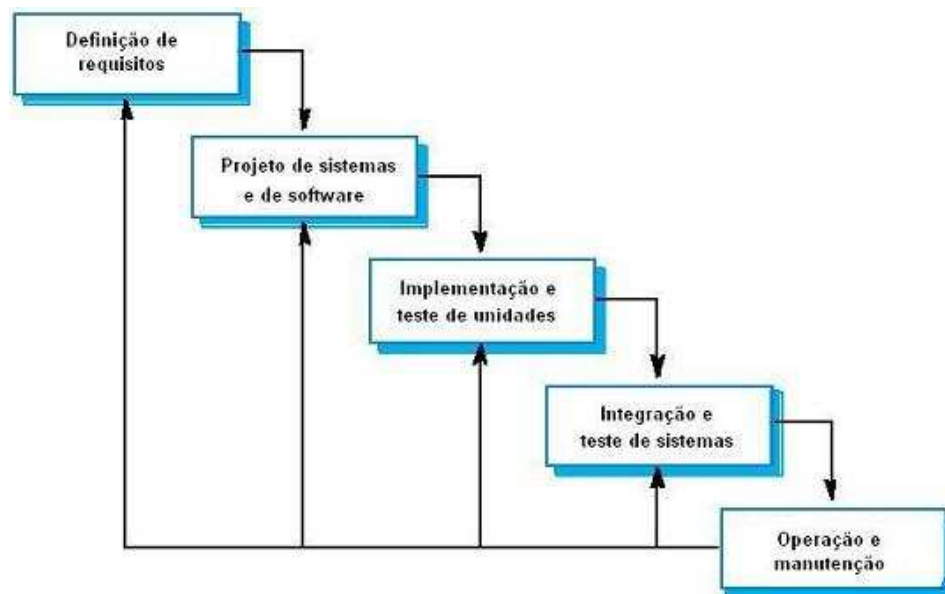 Definição de
requisitos
Projeto de sistemas
e de software
Implementação e
teste de unidades
Integração e
teste de sistemas
Operação e
manutenção